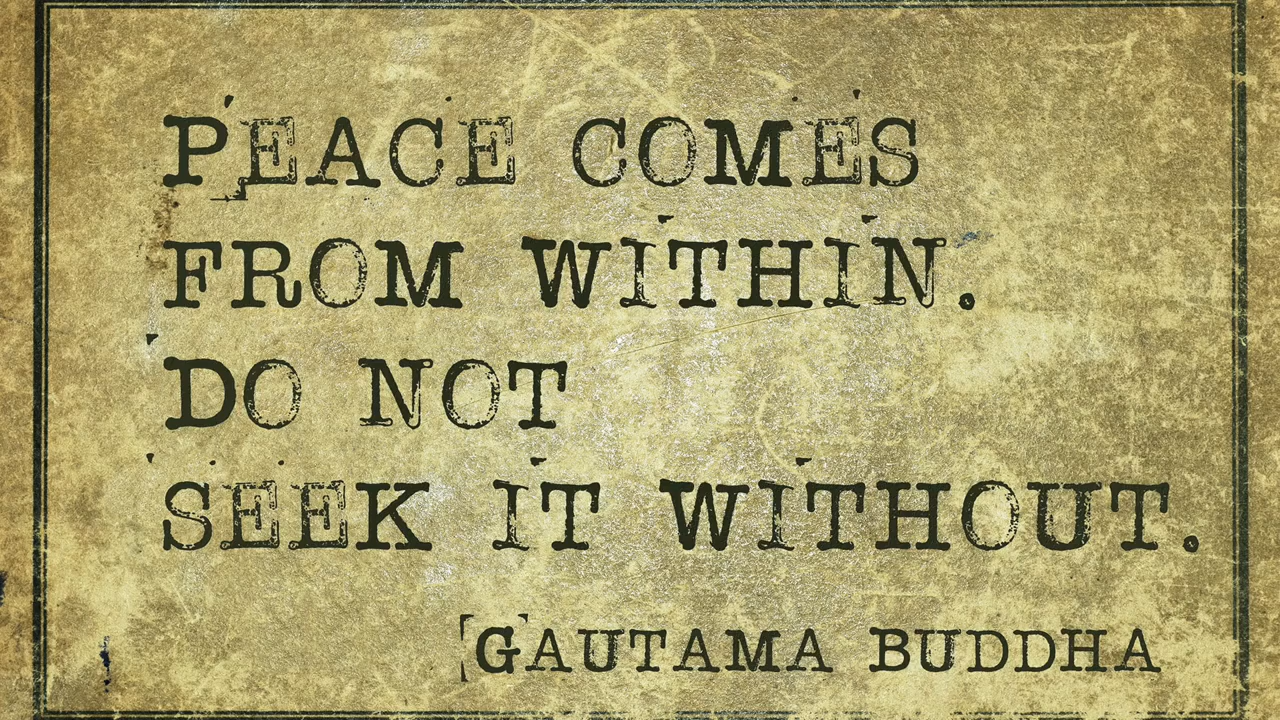 PEACE COMES
FROM WITHIN.
DO NOT
SEEK IT WITHOUT.
GAUTAMA BUDDHA